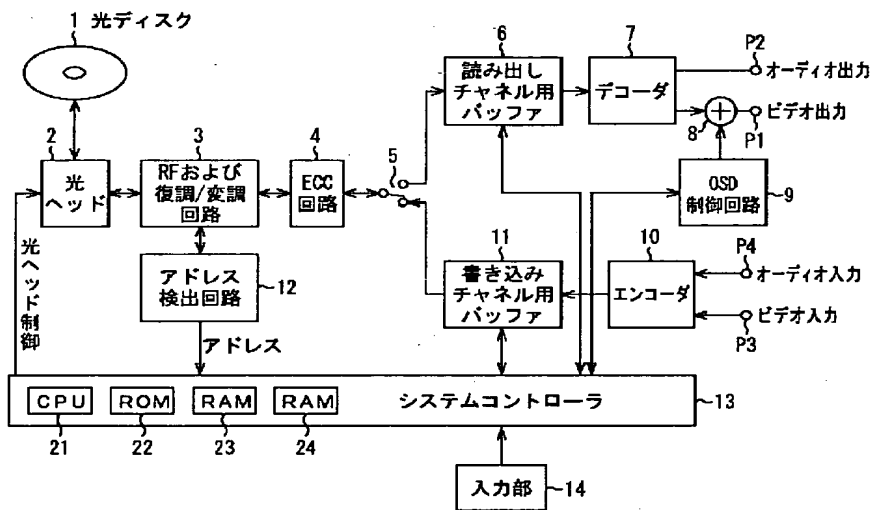 1 光ディスク
2
光
ヘッド
3
RFおよび
復調/変調
回路
4
ECC
回路
5
6
読み出し
チャネル用
バッファ
7
デコーダ
P2
オーディオ出力
8
ビデオ出力
P1
OSD
制御回路
9
10
エンコーダ
P4
オーディオ入力
ビデオ入力
P3
11
書き込み
チャネル用
バッファ
アドレス
検出回路
12
光ヘッド制御
アドレス
CPU
ROM
RAM
RAM
システムコントローラ
13
21
22
23
24
入力部
14